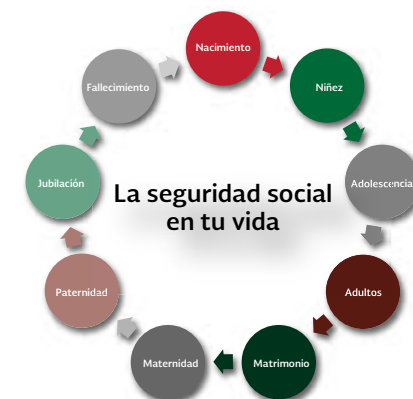 Nacimiento
Niñez
Adolescencia
Adultos
Matrimonio
Maternidad
Paternidad
Jubilación
Fallecimiento
La seguridad social
en tu vida